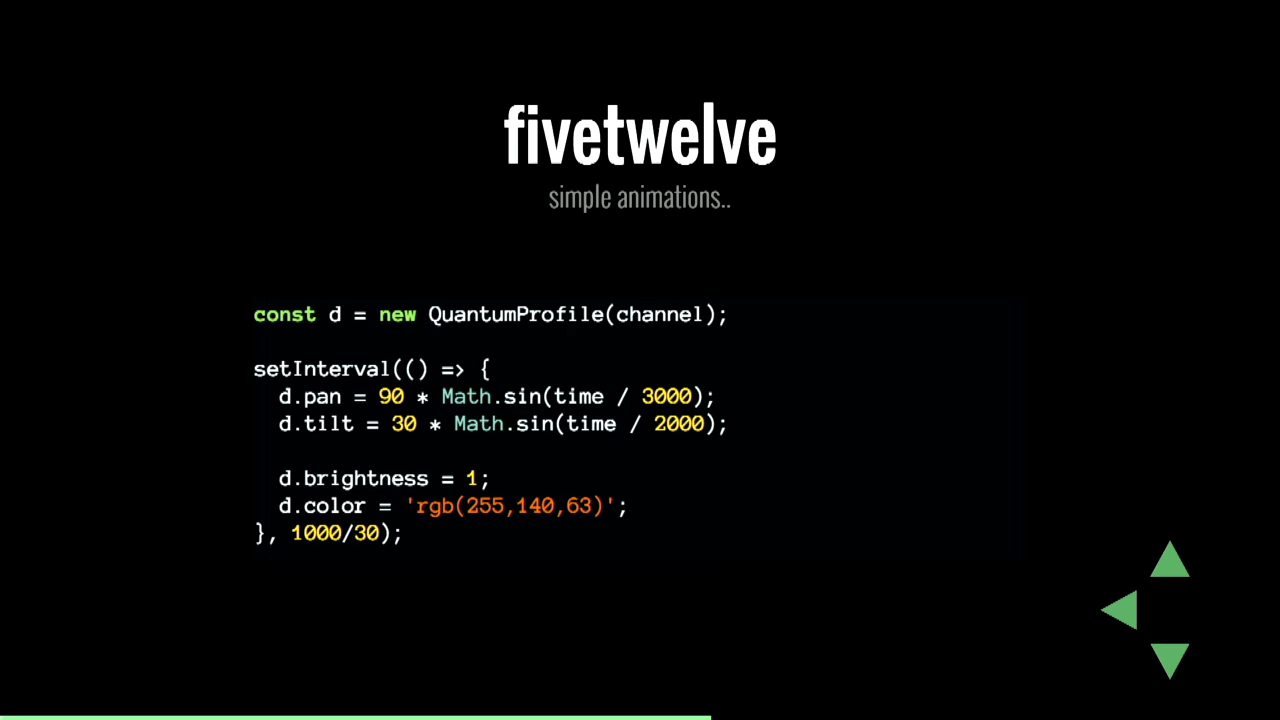 fivetwelve
simple animations..
const d = new QuantumProfile(channel);
setInterval(() => {
d.pan = 90 * Math.sin(time / 3000);
d.tilt = 30 * Math.sin(time / 2000);
d.brightness = 1;
d.color = 'rgb(255,140,63)';
}, 1000/30);